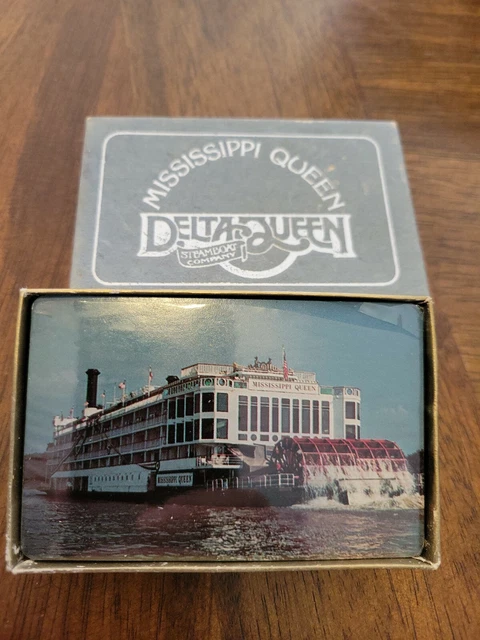 MISSISSIPPI QUEEN
DELTA QUEEN
STEAMBOAT
COMPANY
MISSISSIPPI QUEEN
MISSISSIPPI QUEEN